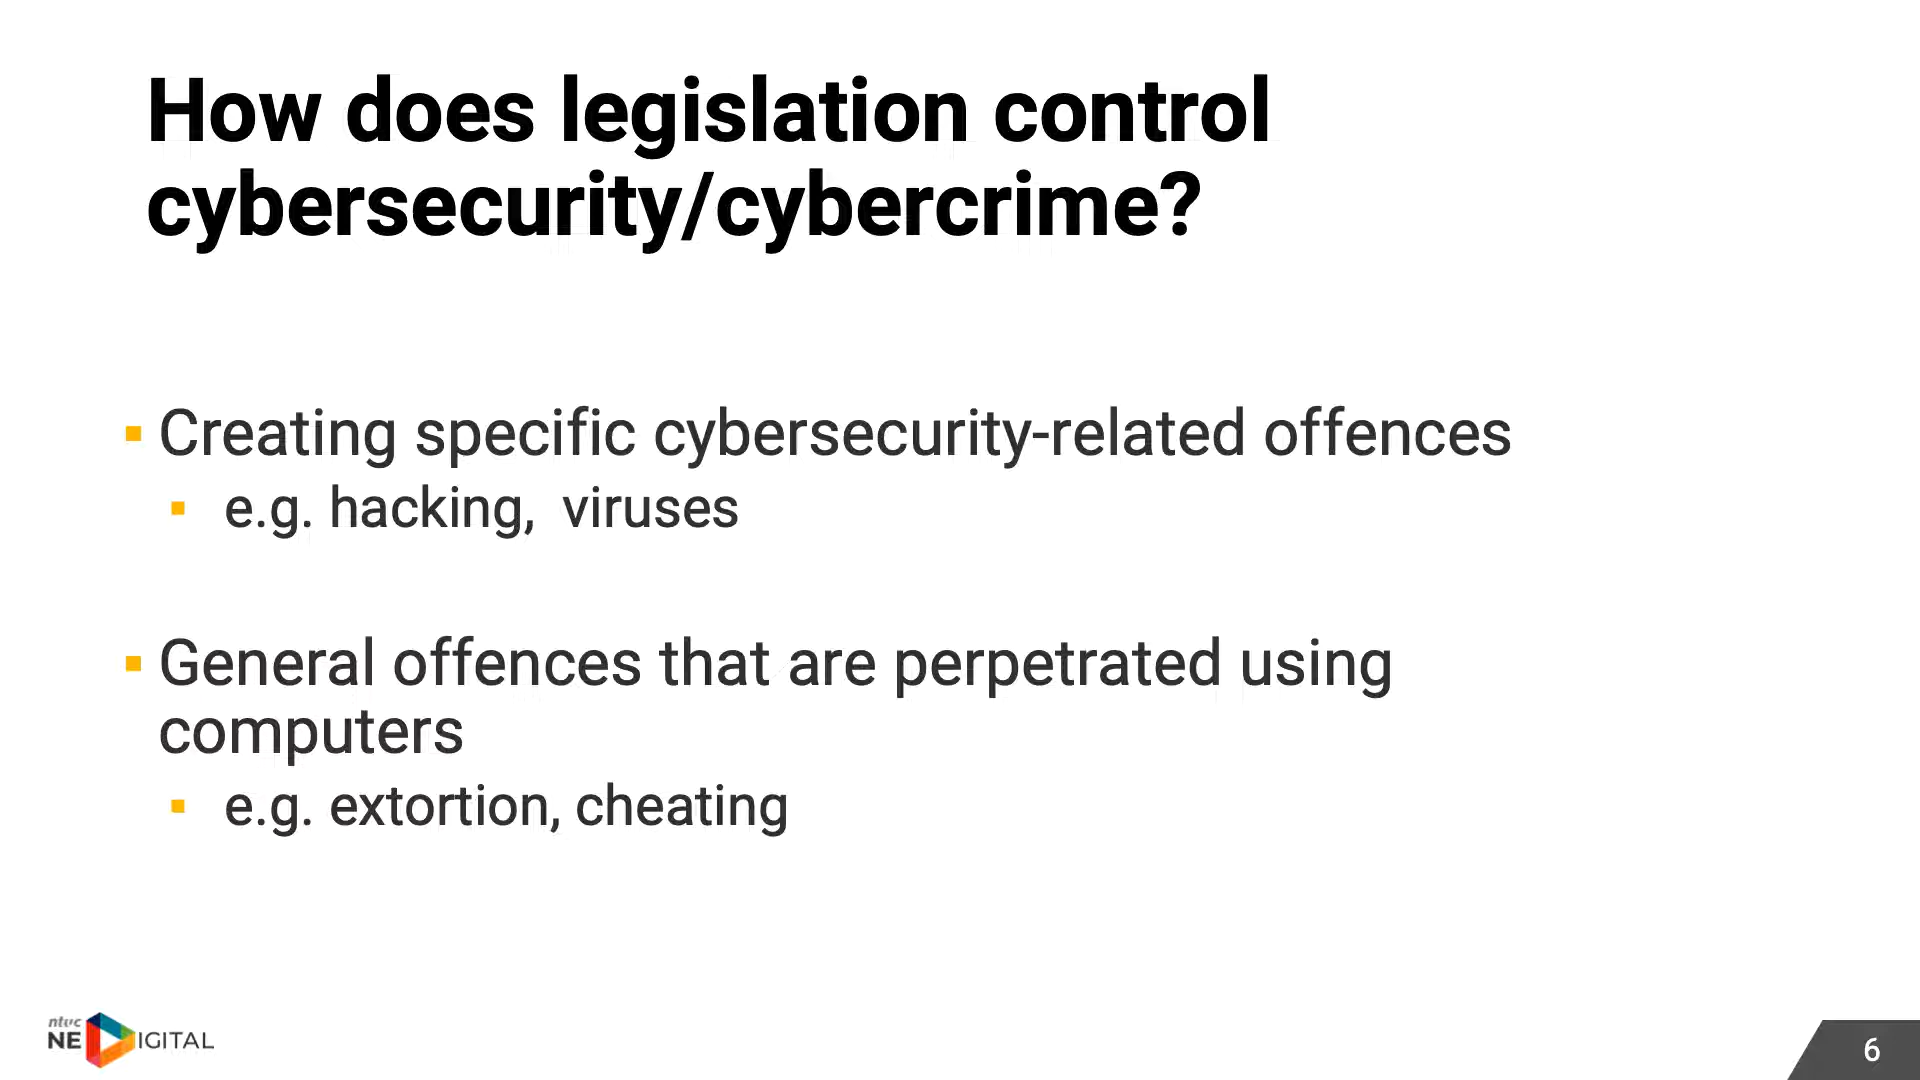 How does legislation control
cybersecurity/cybercrime?
Creating specific cybersecurity-related offences
e.g. hacking, viruses
General offences that are perpetrated using
computers
e.g. extortion, cheating
ntuc
NE IGITAL
6